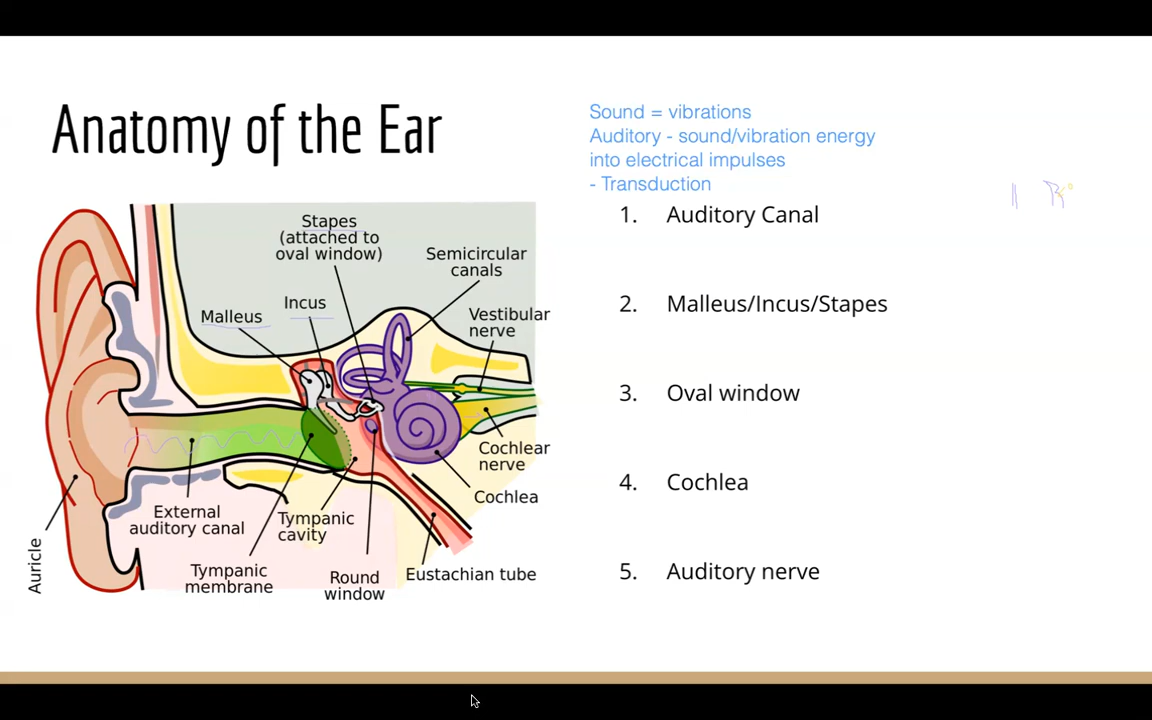 Anatomy of the Ear
Sound = vibrations
Auditory - sound/vibration energy
into electrical impulses
- Transduction
1. Auditory Canal
2. Malleus/Incus/Stapes
3. Oval window
4. Cochlea
5. Auditory nerve
Stapes
(attached to
oval window)
Semicircular
canals
Malleus
Incus
Vestibular
nerve
Cochlear
nerve
Cochlea
External
auditory canal
Tympanic
cavity
Tympanic
membrane
Round
window
Eustachian tube
Auricle